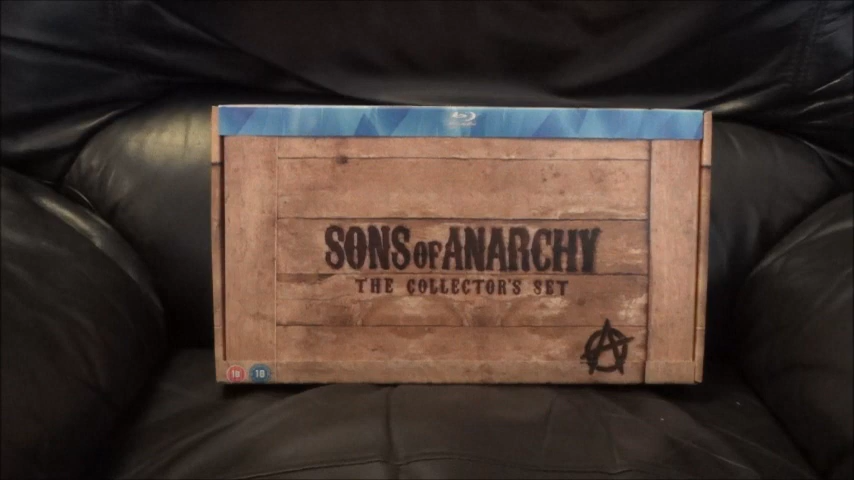 SONS OF ANARCHY
THE COLLECTOR'S SET
18 18